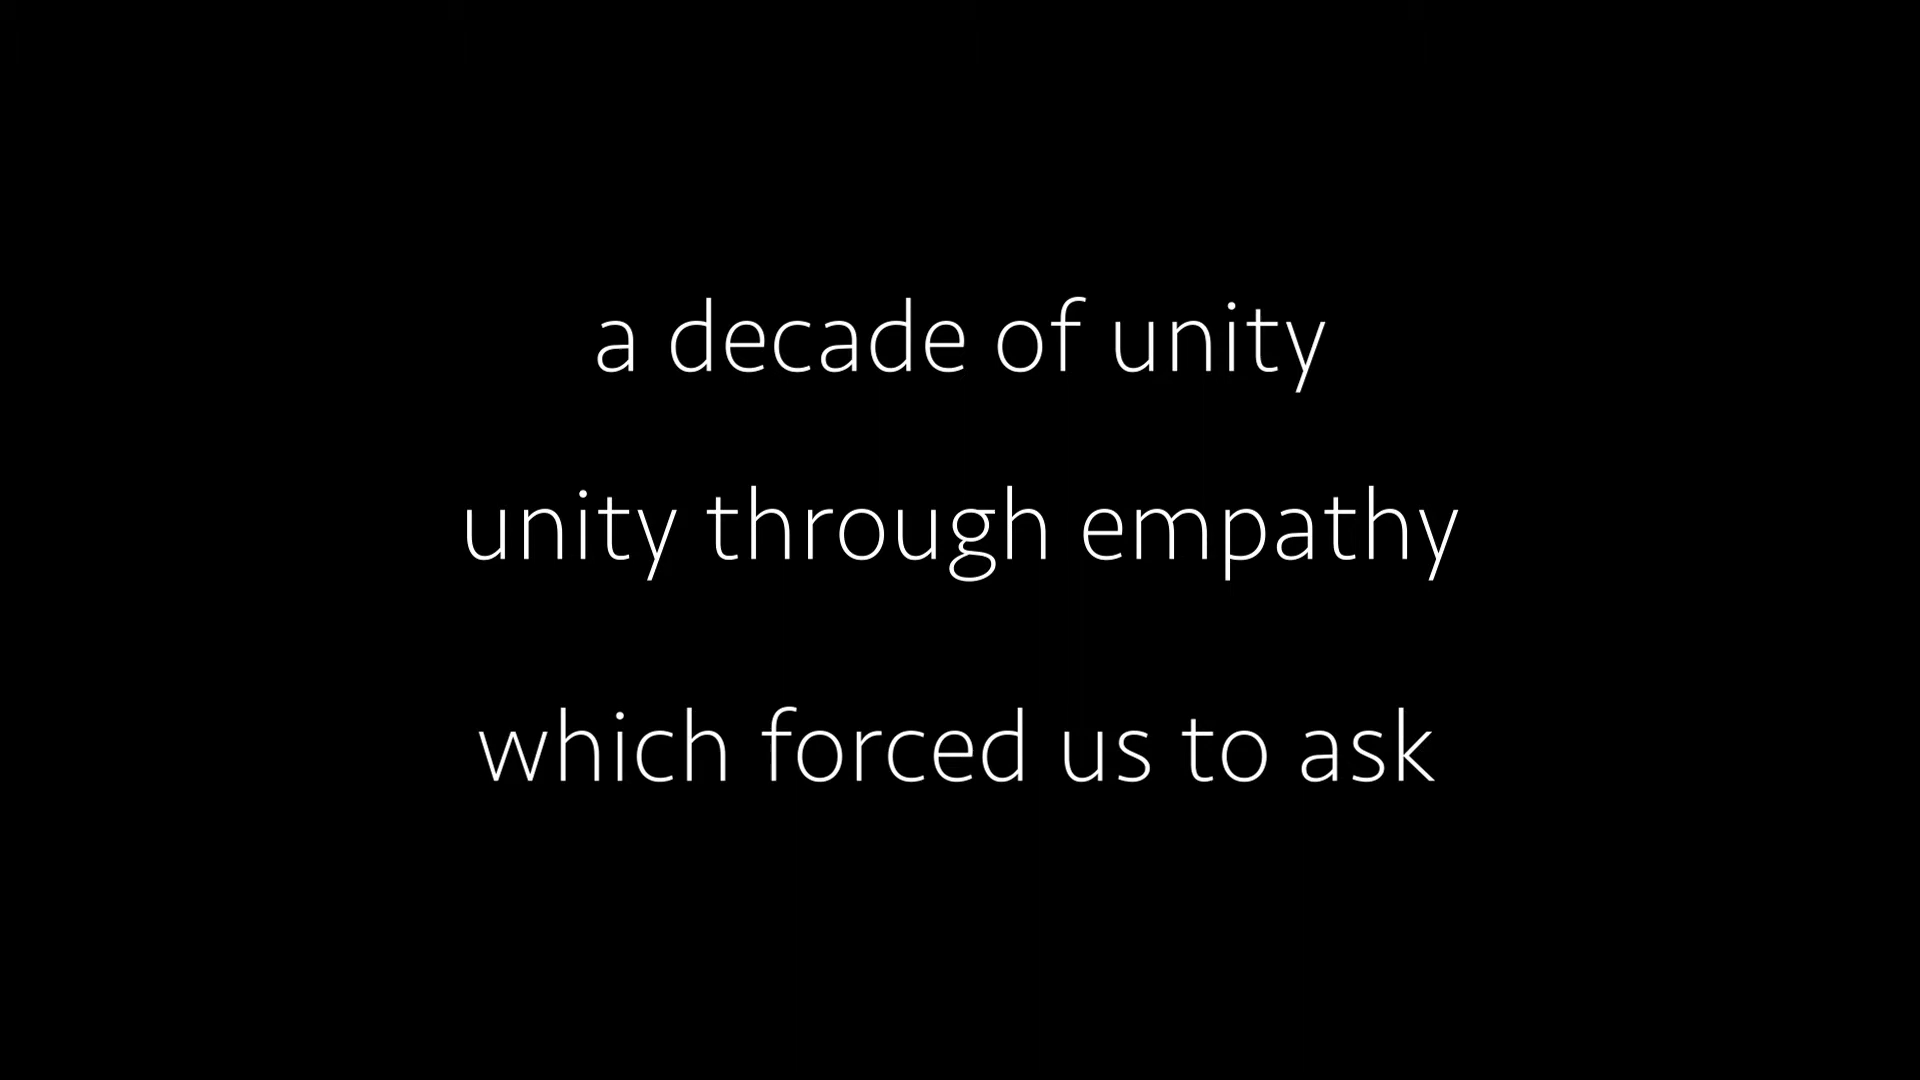 a decade of unity
unity through empathy
which forced us to ask